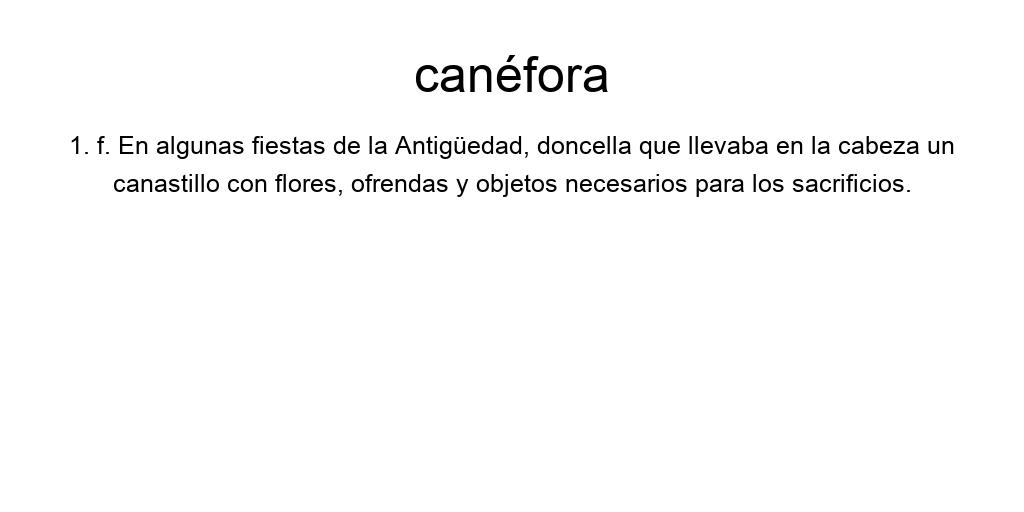 canéfora
1. f. En algunas fiestas de la Antigüedad, doncella que llevaba en la cabeza un
canastillo con flores, ofrendas y objetos necesarios para los sacrificios.